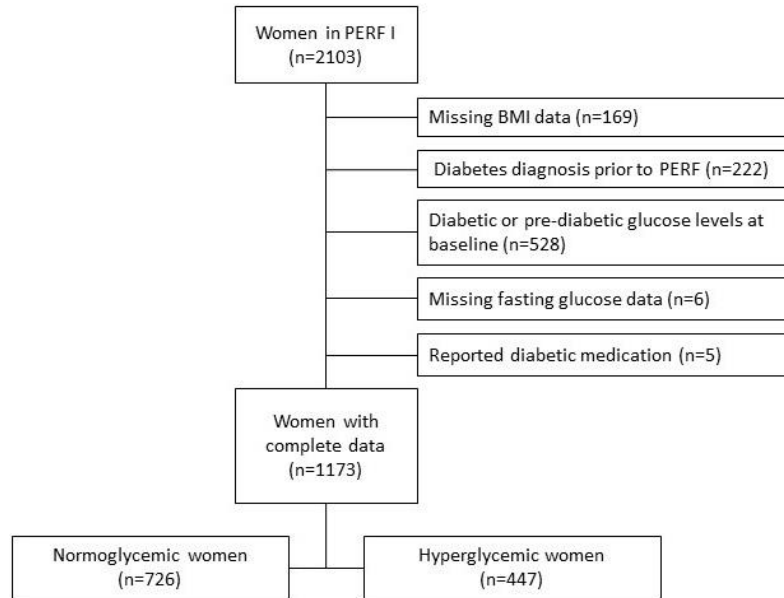 Women in PERF I
(n=2103)
Missing BMI data (n=169)
Diabetes diagnosis prior to PERF (n=222)
Diabetic or pre-diabetic glucose levels at
baseline (n=528)
Missing fasting glucose data (n=6)
Reported diabetic medication (n=5)
Women with
complete data
(n=1173)
Normoglycemic women
(n=726)
Hyperglycemic women
(n=447)